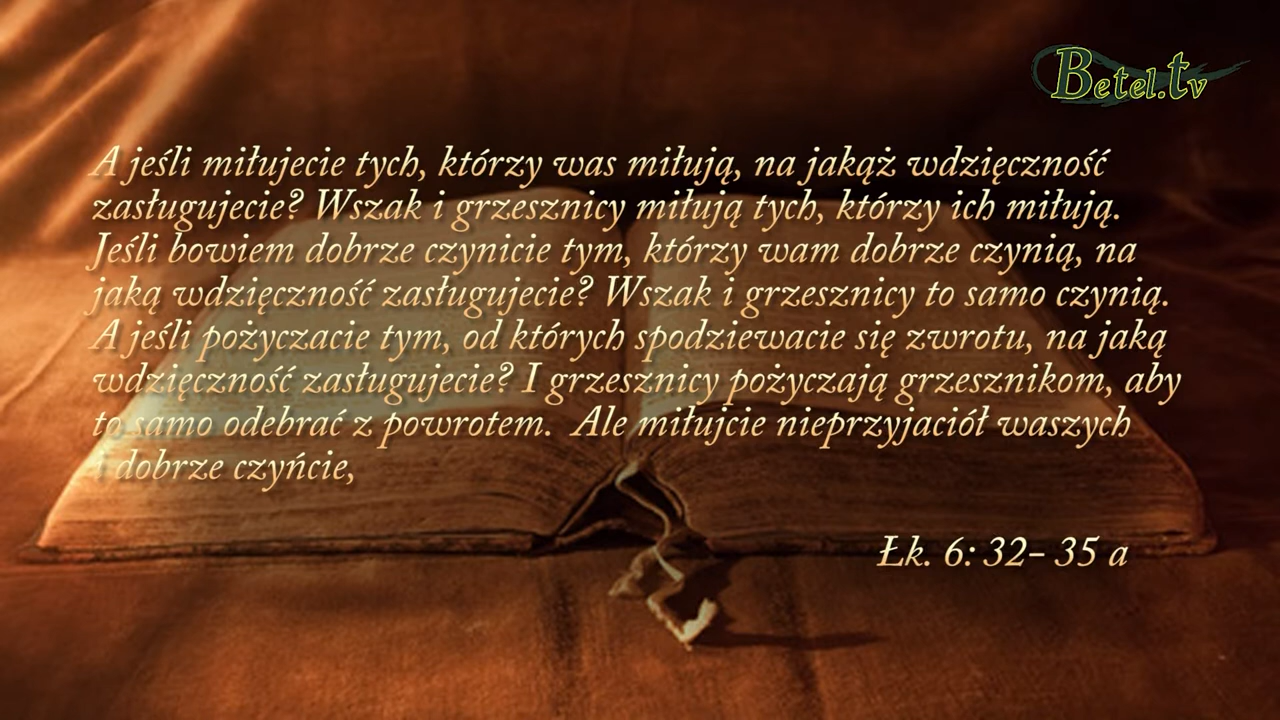 Betel.tv
A jeśli miłujecie tych, którzy was miłują, na jakąż wdzięczność
zasługujecie? Wszak i grzesznicy miłują tych, którzy ich miłują.
Jeśli bowiem dobrze czynicie tym, którzy wam dobrze czynią, na
jaką wdzięczność zasługujecie? Wszak i grzesznicy to samo czynią.
A jeśli pożyczacie tym, od których spodziewacie się zwrotu, na jaką
wdzięczność zasługujecie? I grzesznicy pożyczają grzesznikom, aby
to samo odebrać z powrotem. Ale miłujcie nieprzyjaciół waszych
i dobrze czyńcie,
Łk. 6: 32- 35 a